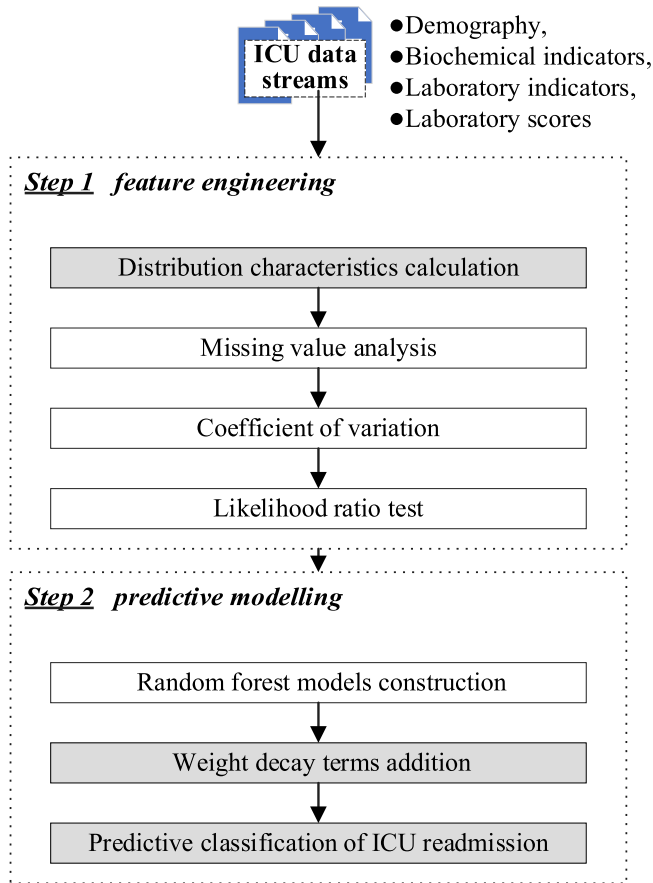 ICU data
streams
●Demography,
●Biochemical indicators,
●Laboratory indicators,
●Laboratory scores
Step 1 feature engineering
Distribution characteristics calculation
Missing value analysis
Coefficient of variation
Likelihood ratio test
Step 2 predictive modelling
Random forest models construction
Weight decay terms addition
Predictive classification of ICU readmission